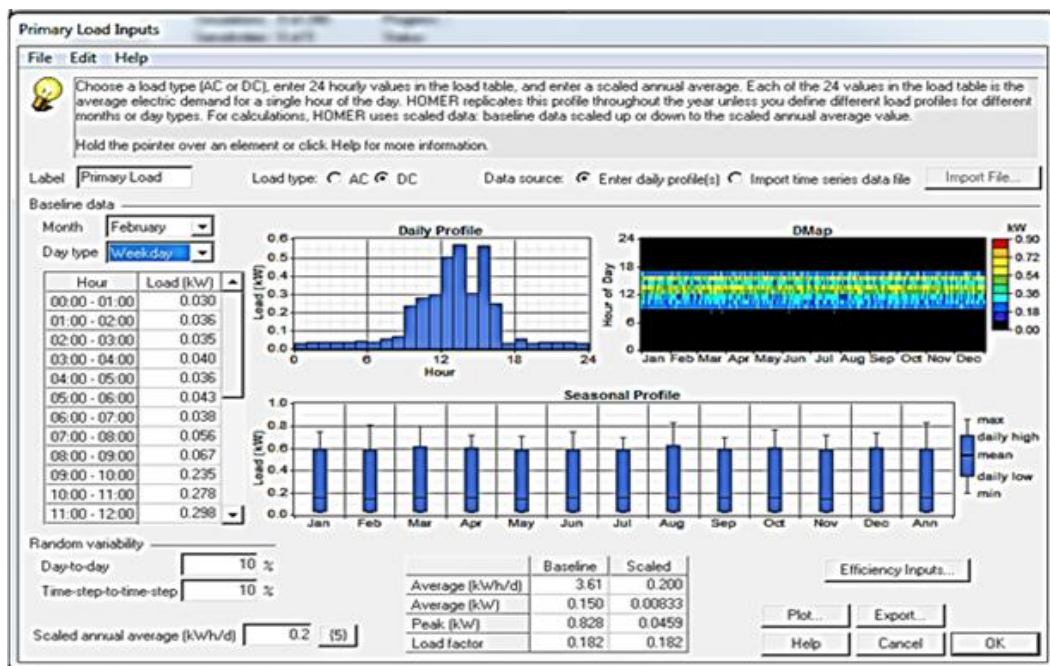 Primary Load Inputs
File Edit Help
Choose a load type (AC or DC), enter 24 hourly values in the load table, and enter a scaled annual average. Each of the 24 values in the load table is the
average electric demand for a single hour of the day. HOMER replicates this profile throughout the year unless you define different load profiles for different
months or day types. For calculations, HOMER uses scaled data: baseline data scaled up or down to the scaled annual average value.
Hold the pointer over an element or click Help for more information.
Label Primary Load Load type: AC DC Data source: Enter daily profile(s) Import time series data file Import File...
Baseline data
Month February
Day type Weekday
Hour Load (kW)
00:00 - 01:00 0.030
01:00 - 02:00 0.036
02:00 - 03:00 0.035
03:00 - 04:00 0.040
04:00 - 05:00 0.036
05:00 - 06:00 0.043
06:00 - 07:00 0.038
07:00 - 08:00 0.056
08:00 - 09:00 0.067
09:00 - 10:00 0.235
10:00 - 11:00 0.278
11:00 - 12:00 0.298
Daily Profile
Load (kW)
0.6
0.5
0.4
0.3
0.2
0.1
0.0
0 6 12 18 24
Hour
DMap
Hour of Day
24
18
12
6
0
Jan Feb Mar Apr May Jun Jul Aug Sep Oct Nov Dec
kW
0.90
0.72
0.54
0.36
0.18
0.00
Seasonal Profile
Load (kW)
1.0
0.8
0.6
0.4
0.2
0.0
Jan Feb Mar Apr May Jun Jul Aug Sep Oct Nov Dec Ann
max
daily high
mean
daily low
min
Random variability
Day-to-day 10 %
Time-step-to-time-step 10 %
Scaled annual average (kWh/d) 0.2 (5)
Baseline Scaled
Average (kWh/d) 3.61 0.200
Average (kW) 0.150 0.00833
Peak (kW) 0.828 0.0459
Load factor 0.182 0.182
Efficiency Inputs...
Plot... Export...
Help Cancel OK